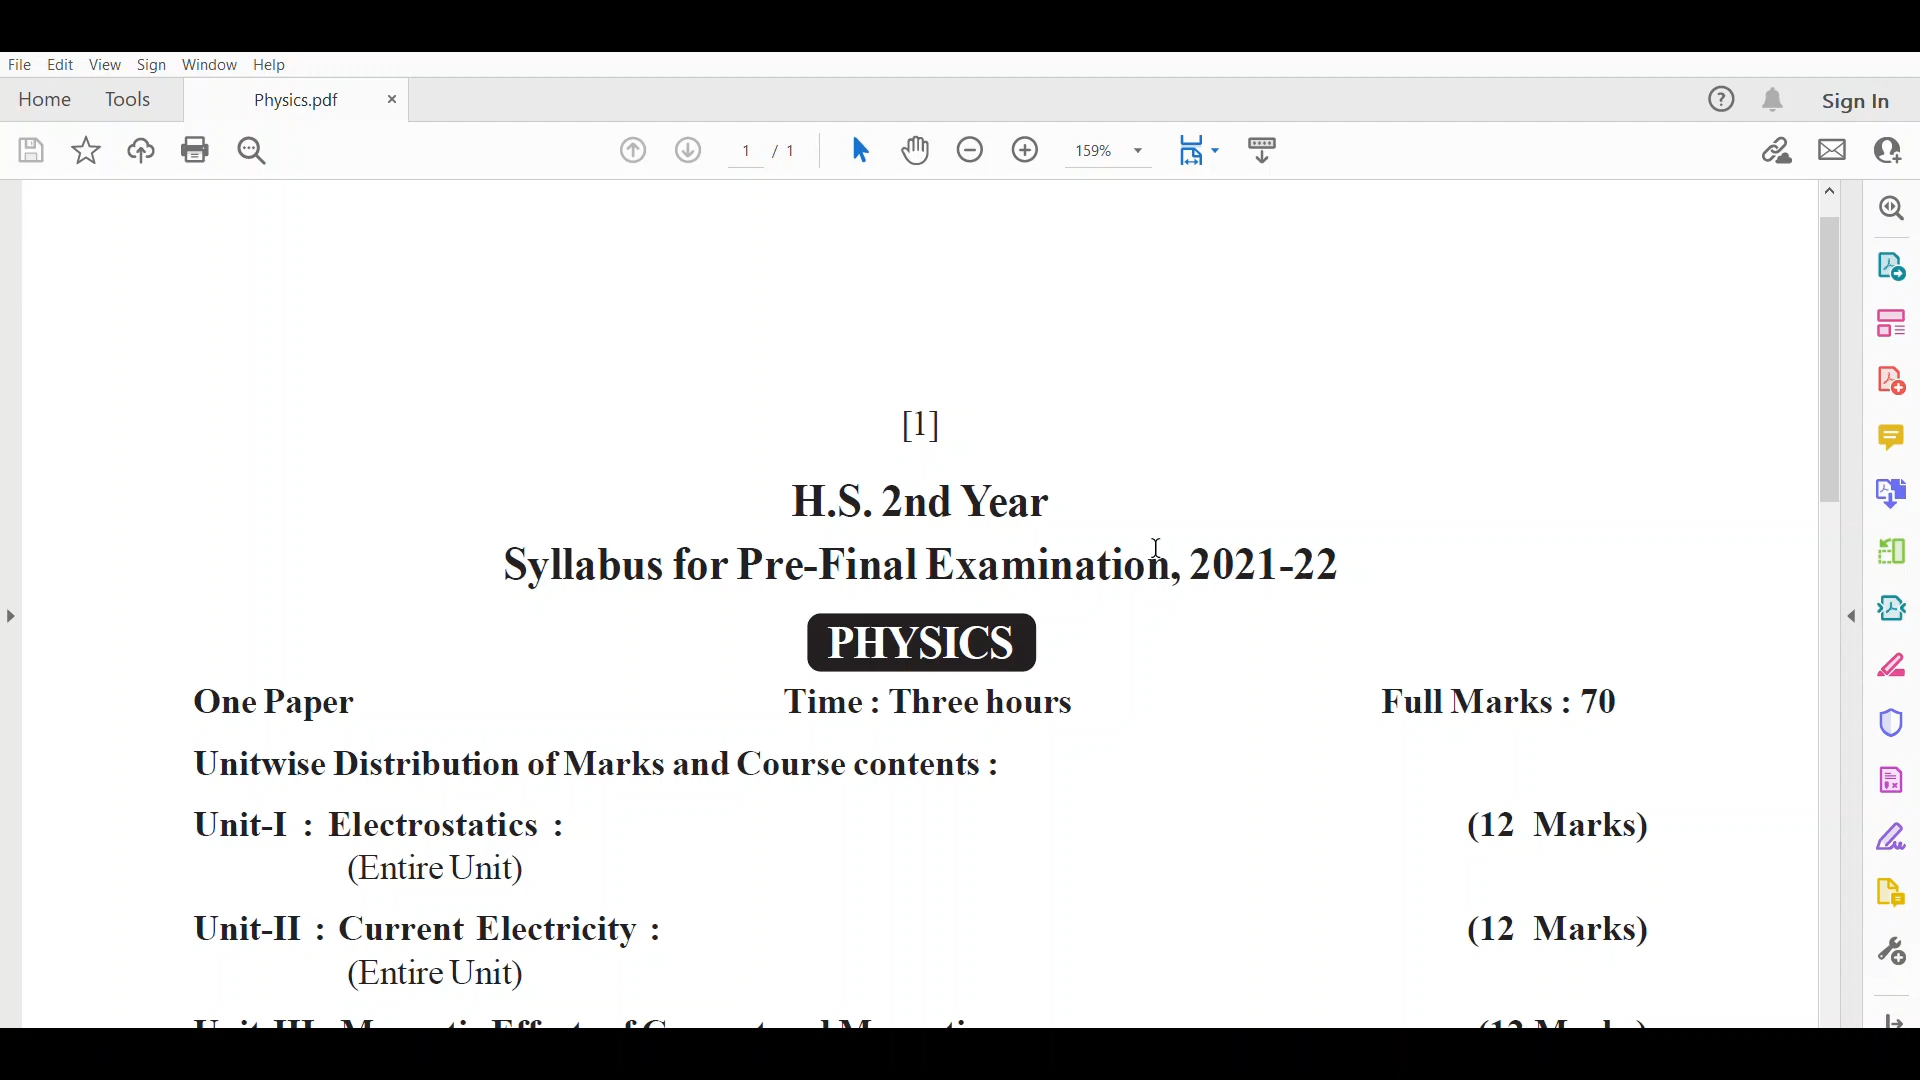 File Edit View Sign Window Help
Home Tools Physics.pdf × Sign In
1 / 1 159%
[1]
H.S. 2nd Year
Syllabus for Pre-Final Examination, 2021-22
PHYSICS
One Paper Time : Three hours Full Marks : 70
Unitwise Distribution of Marks and Course contents :
Unit-I : Electrostatics : (12 Marks)
(Entire Unit)
Unit-II : Current Electricity : (12 Marks)
(Entire Unit)